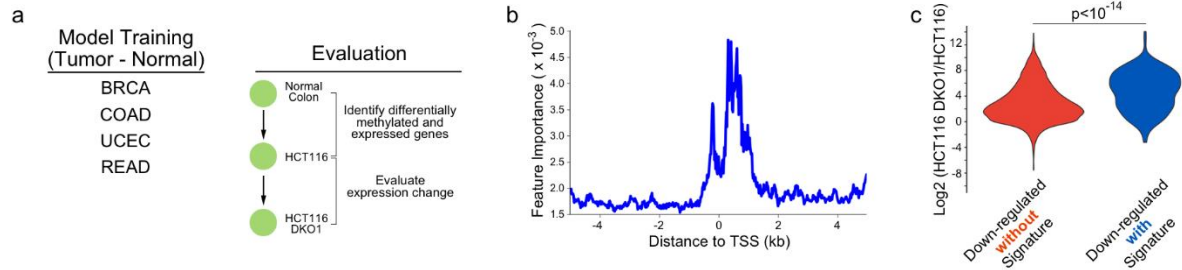 a
Model Training
(Tumor - Normal)
BRCA
COAD
UCEC
READ
Evaluation
Normal
Colon
HCT116
HCT116
DKO1
Identify differentially
methylated and
expressed genes
Evaluate
expression change
b
Feature Importance ( x 10⁻³)
5.0
4.5
4.0
3.5
3.0
2.5
2.0
1.5
-4
-2
0
2
4
Distance to TSS (kb)
c
p<10⁻¹⁴
Log2 (HCT116 DKO1/HCT116)
12
8
4
0
-4
-8
Down-regulated
without
Signature
Down-regulated
with
Signature